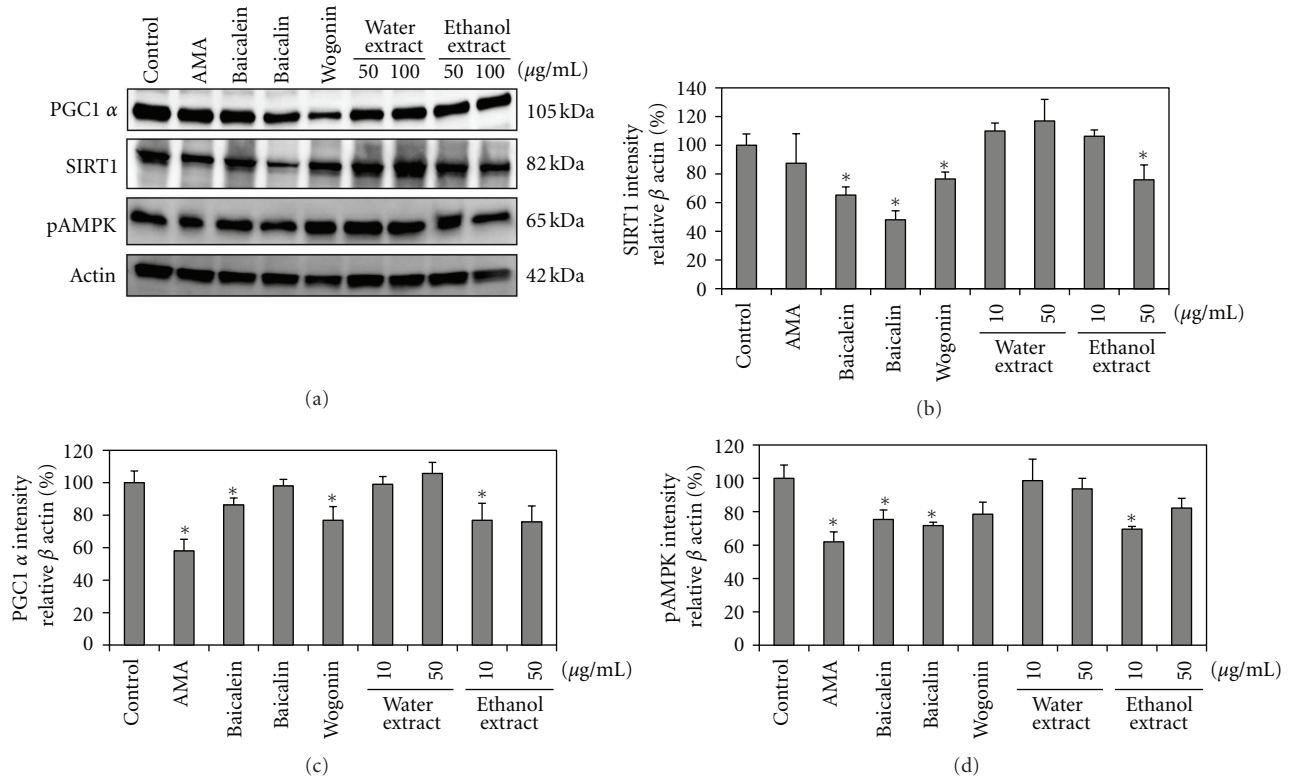 Control
AMA
Baicalein
Baicalin
Wogonin
Water
extract
Ethanol
extract
50 100 50 100 (μg/mL)
PGC1 α 105 kDa
SIRT1 82 kDa
pAMPK 65 kDa
Actin 42 kDa
(a)
SIRT1 intensity
relative β actin (%)
120
100
80
60
40
20
0
* * * *
Control
AMA
Baicalein
Baicalin
Wogonin
10 50 10 50 (μg/mL)
Water
extract
Ethanol
extract
(b)
PGC1 α intensity
relative β actin (%)
120
100
80
60
40
20
0
* * * *
Control
AMA
Baicalein
Baicalin
Wogonin
10 50 10 50 (μg/mL)
Water
extract
Ethanol
extract
(c)
pAMPK intensity
relative β actin (%)
120
100
80
60
40
20
0
* * * *
Control
AMA
Baicalein
Baicalin
Wogonin
10 50 10 50 (μg/mL)
Water
extract
Ethanol
extract
(d)